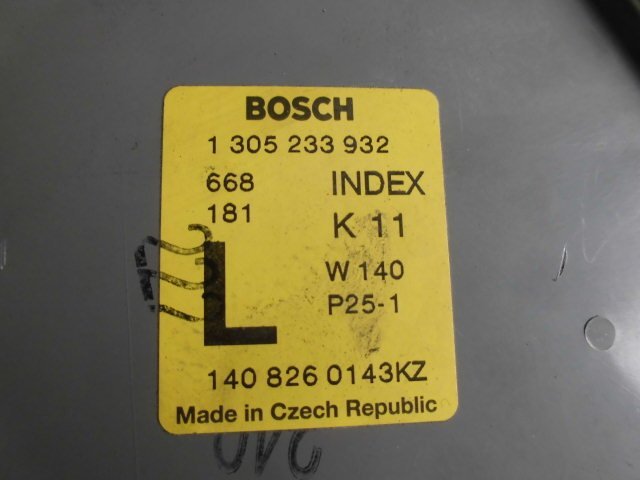 BOSCH
1 305 233 932
668 INDEX
181 K 11
L W 140
P25-1
140 826 0143KZ
Made in Czech Republic